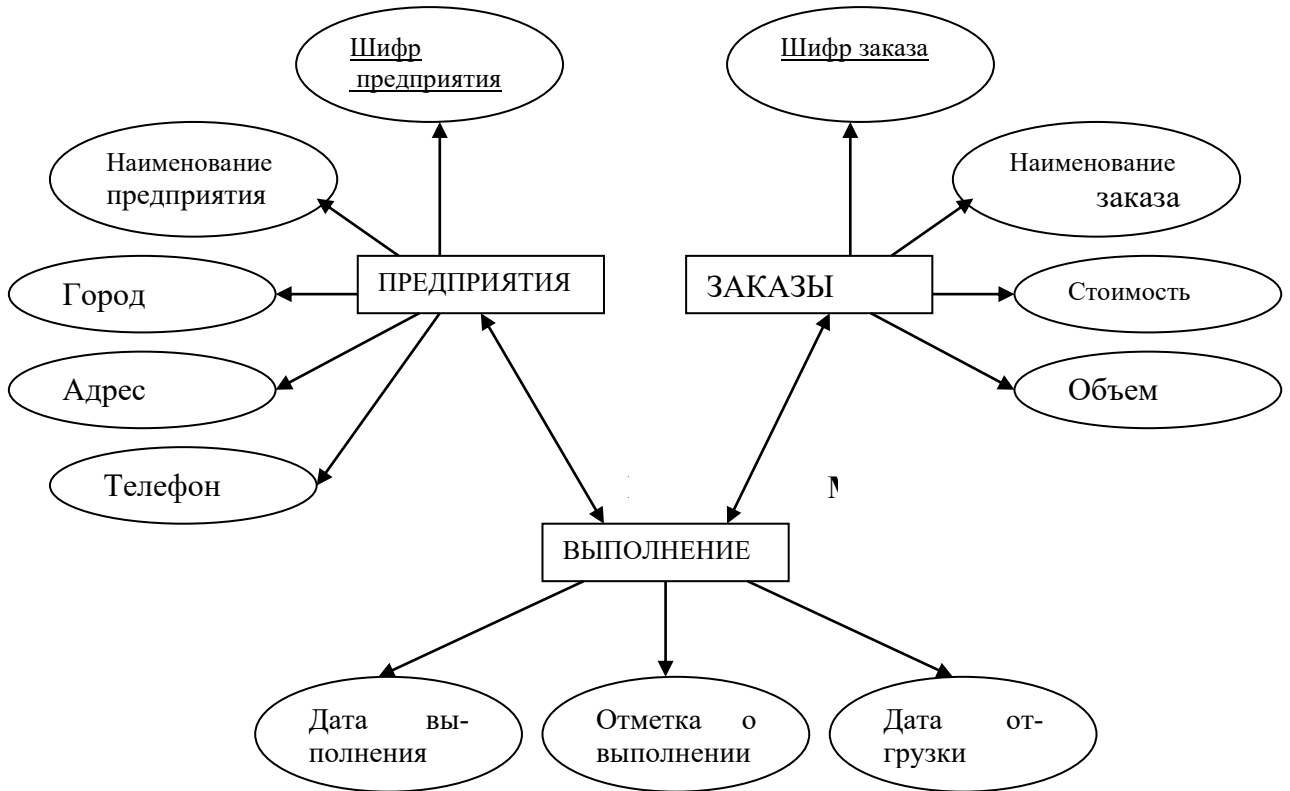 Шифр
предприятия
Шифр заказа
Наименование
предприятия
Наименование
заказа
ПРЕДПРИЯТИЯ
ЗАКАЗЫ
Город
Стоимость
Адрес
Объем
Телефон
ВЫПОЛНЕНИЕ
Дата вы-
полнения
Отметка о
выполнении
Дата от-
грузки